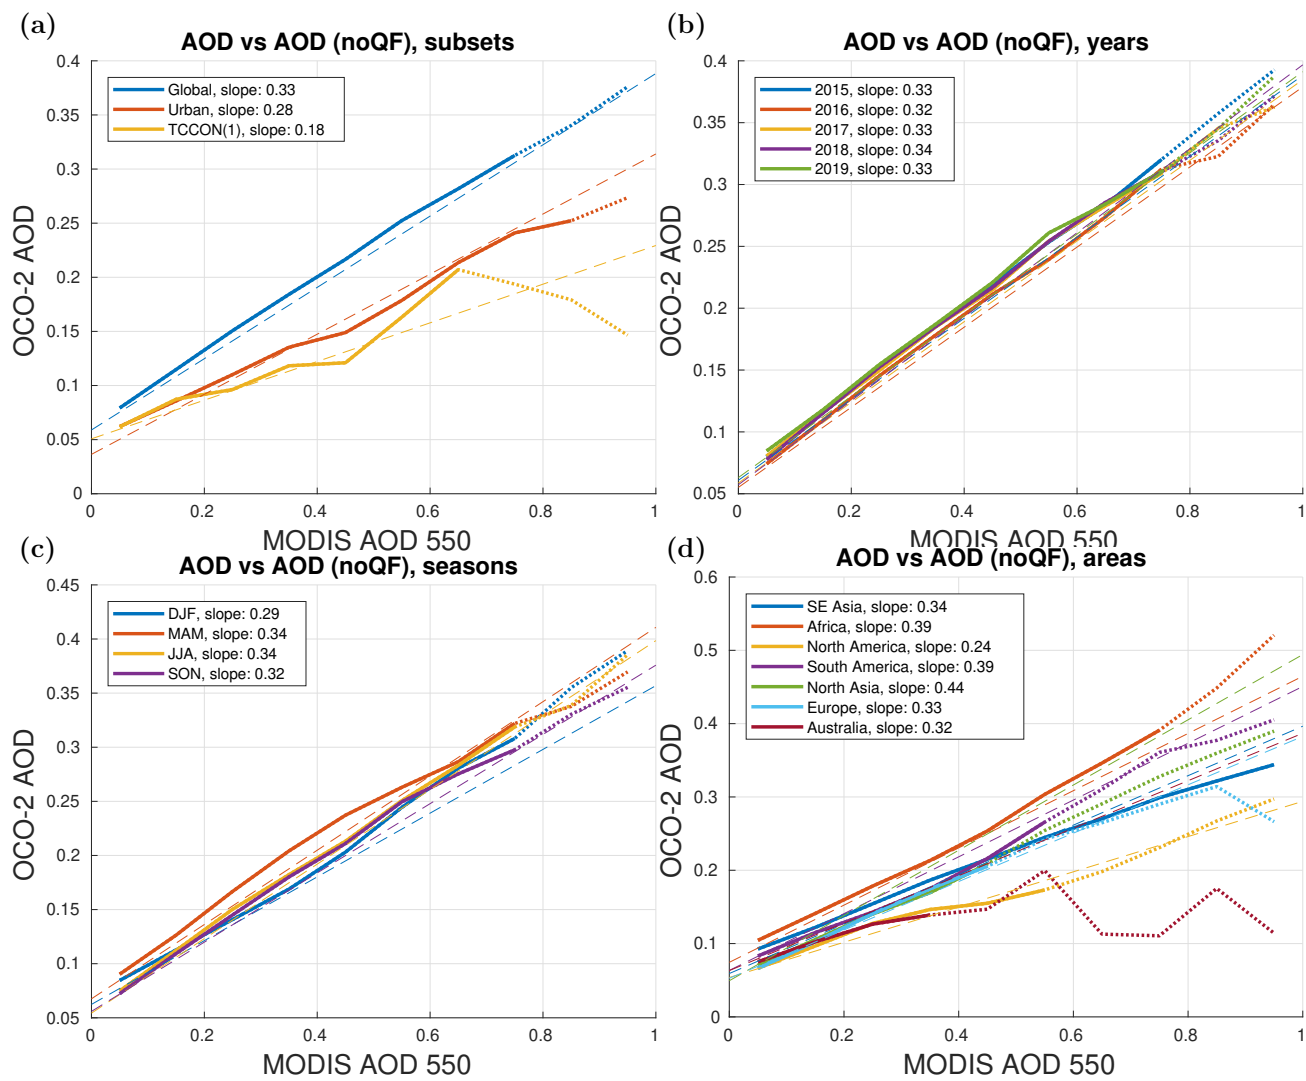 (a)
AOD vs AOD (noQF), subsets
0.4
0.35
0.3
0.25
0.2
0.15
0.1
0.05
0
OCO-2 AOD
Global, slope: 0.33
Urban, slope: 0.28
TCCON(1), slope: 0.18
0 0.2 0.4 0.6 0.8 1
MODIS AOD 550
(b)
AOD vs AOD (noQF), years
0.4
0.35
0.3
0.25
0.2
0.15
0.1
0.05
OCO-2 AOD
2015, slope: 0.33
2016, slope: 0.32
2017, slope: 0.33
2018, slope: 0.34
2019, slope: 0.33
0 0.2 0.4 0.6 0.8 1
MODIS AOD 550
(c)
AOD vs AOD (noQF), seasons
0.45
0.4
0.35
0.3
0.25
0.2
0.15
0.1
0.05
OCO-2 AOD
DJF, slope: 0.29
MAM, slope: 0.34
JJA, slope: 0.34
SON, slope: 0.32
0 0.2 0.4 0.6 0.8 1
MODIS AOD 550
(d)
AOD vs AOD (noQF), areas
0.6
0.5
0.4
0.3
0.2
0.1
0
OCO-2 AOD
SE Asia, slope: 0.34
Africa, slope: 0.39
North America, slope: 0.24
South America, slope: 0.39
North Asia, slope: 0.44
Europe, slope: 0.33
Australia, slope: 0.32
0 0.2 0.4 0.6 0.8 1
MODIS AOD 550